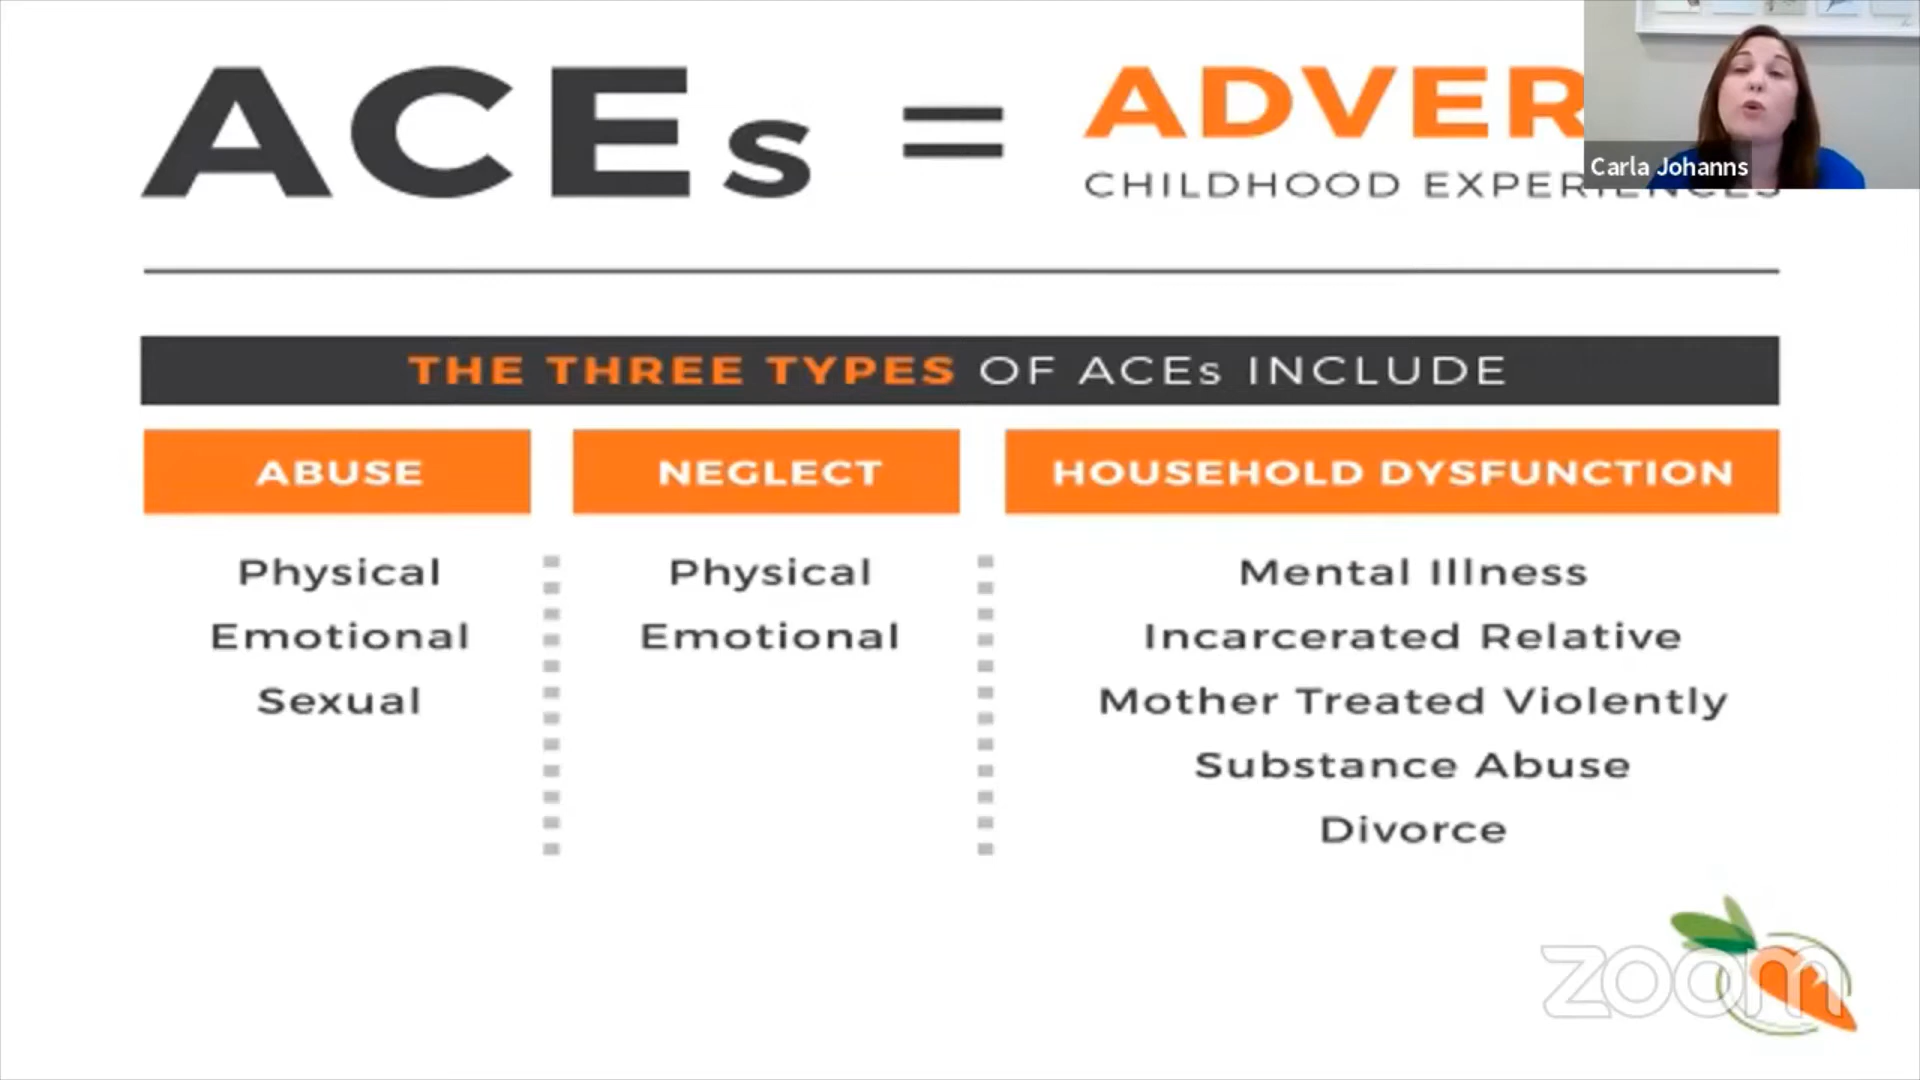 ACEs = ADVER
CHILDHOOD EXPERIENCES
Carla Johanns
THE THREE TYPES OF ACEs INCLUDE
ABUSE
Physical
Emotional
Sexual
NEGLECT
Physical
Emotional
HOUSEHOLD DYSFUNCTION
Mental Illness
Incarcerated Relative
Mother Treated Violently
Substance Abuse
Divorce
zoom